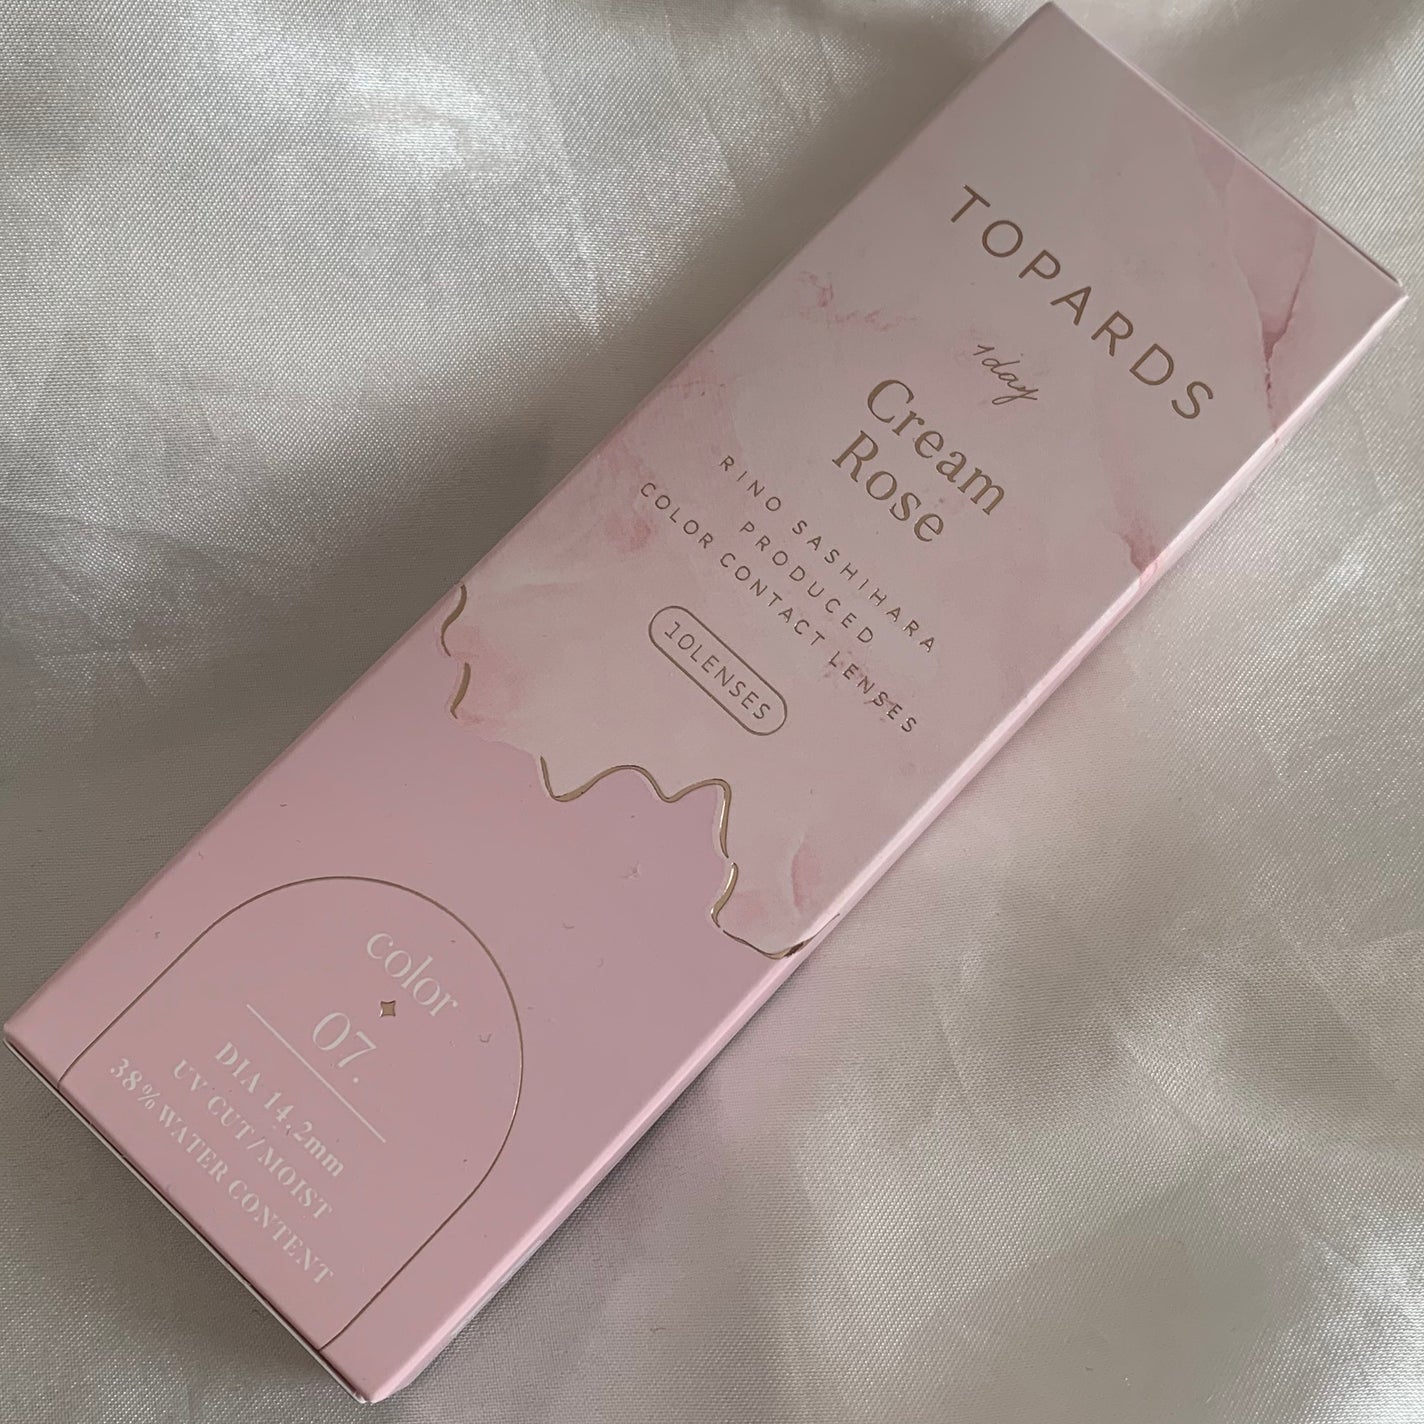 TOPARDS
1day
Cream
Rose
RINO SASHIHARA
PRODUCED
COLOR CONTACT LENSES
10LENSES
color
07.
DIA 14.2mm
UV CUT/MOIST
38% WATER CONTENT